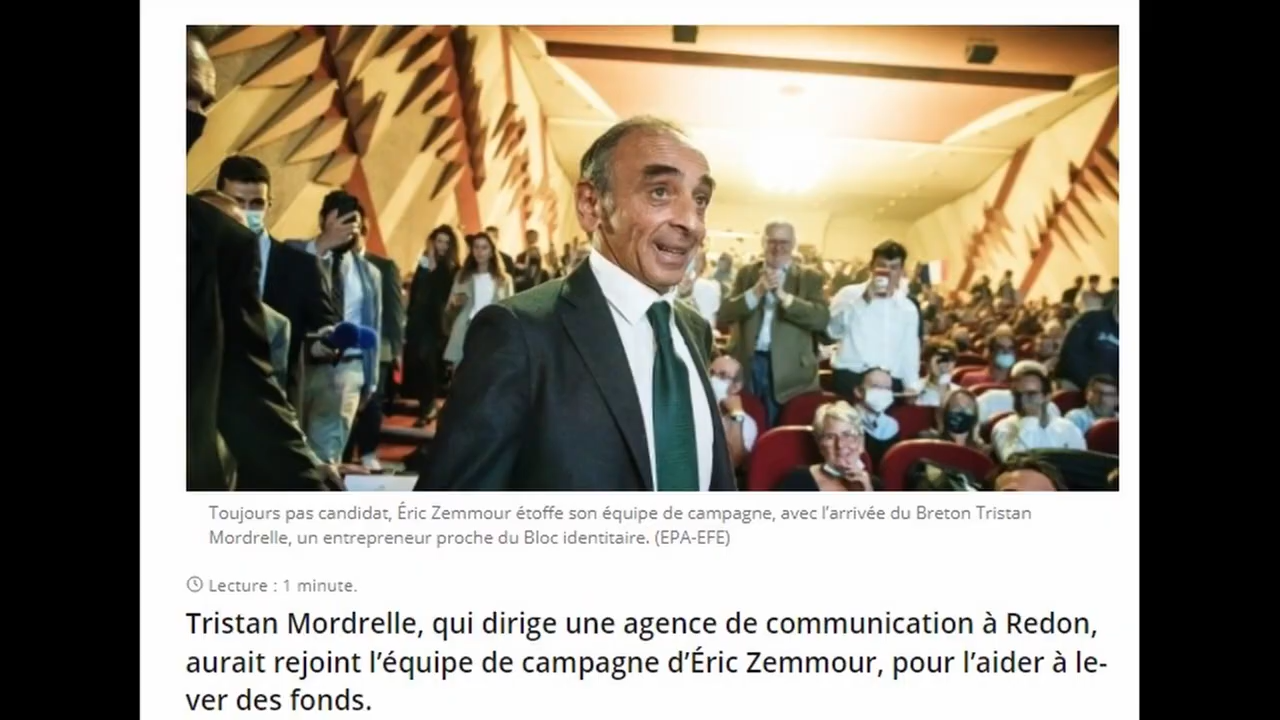 Toujours pas candidat, Éric Zemmour étoffe son équipe de campagne, avec l’arrivée du Breton Tristan
Mordrelle, un entrepreneur proche du Bloc identitaire. (EPA-EFE)
Lecture : 1 minute.
Tristan Mordrelle, qui dirige une agence de communication à Redon,
aurait rejoint l’équipe de campagne d’Éric Zemmour, pour l’aider à le-
ver des fonds.